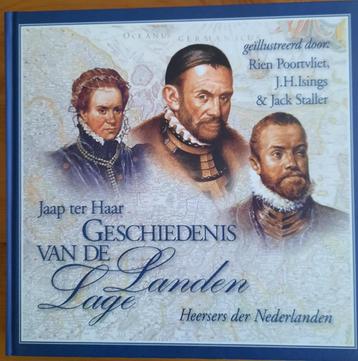 OCEANUS GERMANICUS
geïllustreerd door:
Rien Poortvliet,
J.H.Isings
& Jack Staller
Jaap ter Haar
GESCHIEDENIS
VAN DE
Lage Landen
Heersers der Nederlanden